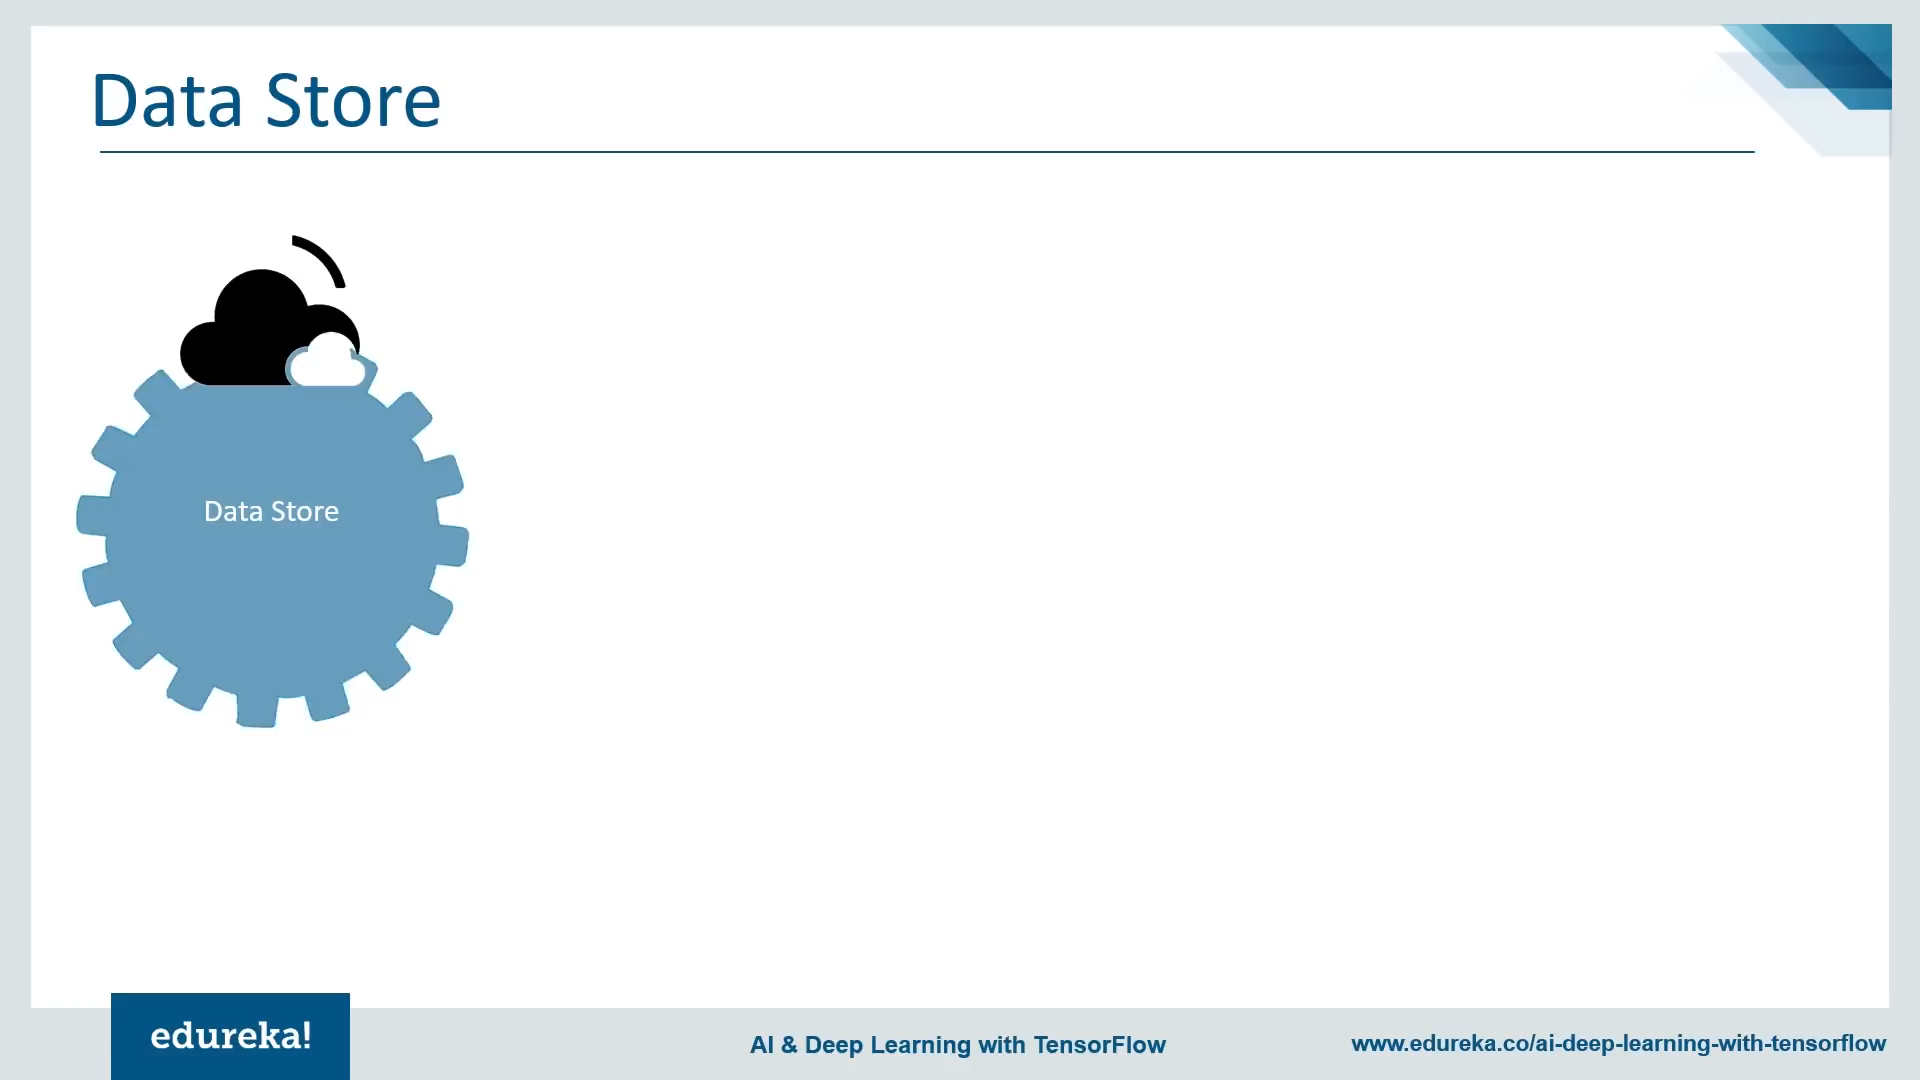 Data Store
Data Store
edureka!
AI & Deep Learning with TensorFlow
www.edureka.co/ai-deep-learning-with-tensorflow